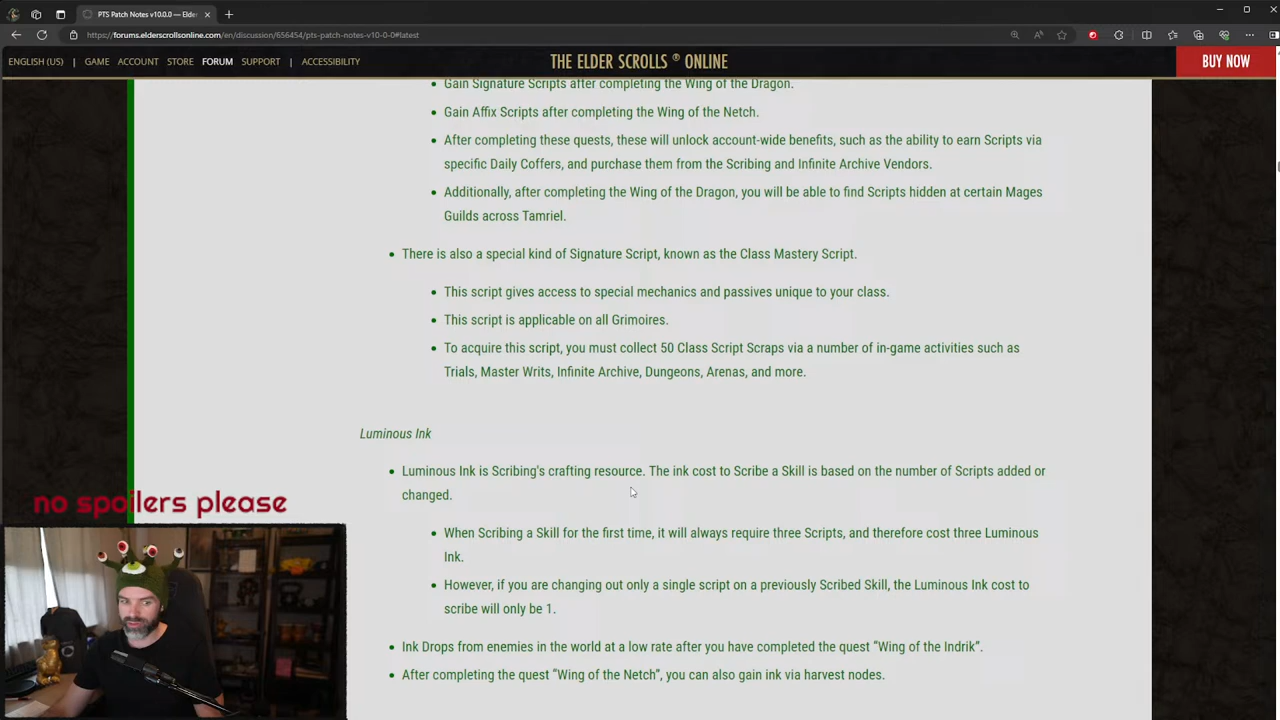 PTS Patch Notes v10.0.0 — Elder
https://forums.elderscrollsonline.com/en/discussion/656454/pts-patch-notes-v10-0-0#latest
ENGLISH (US) | GAME ACCOUNT STORE FORUM SUPPORT | ACCESSIBILITY THE ELDER SCROLLS ® ONLINE BUY NOW
Gain Signature Scripts after completing the Wing of the Dragon.
Gain Affix Scripts after completing the Wing of the Netch.
After completing these quests, these will unlock account-wide benefits, such as the ability to earn Scripts via
specific Daily Coffers, and purchase them from the Scribing and Infinite Archive Vendors.
Additionally, after completing the Wing of the Dragon, you will be able to find Scripts hidden at certain Mages
Guilds across Tamriel.
There is also a special kind of Signature Script, known as the Class Mastery Script.
This script gives access to special mechanics and passives unique to your class.
This script is applicable on all Grimoires.
To acquire this script, you must collect 50 Class Script Scraps via a number of in-game activities such as
Trials, Master Writs, Infinite Archive, Dungeons, Arenas, and more.
Luminous Ink
Luminous Ink is Scribing's crafting resource. The ink cost to Scribe a Skill is based on the number of Scripts added or
changed.
no spoilers please
When Scribing a Skill for the first time, it will always require three Scripts, and therefore cost three Luminous
Ink.
However, if you are changing out only a single script on a previously Scribed Skill, the Luminous Ink cost to
scribe will only be 1.
Ink Drops from enemies in the world at a low rate after you have completed the quest “Wing of the Indrik“.
After completing the quest “Wing of the Netch”, you can also gain ink via harvest nodes.